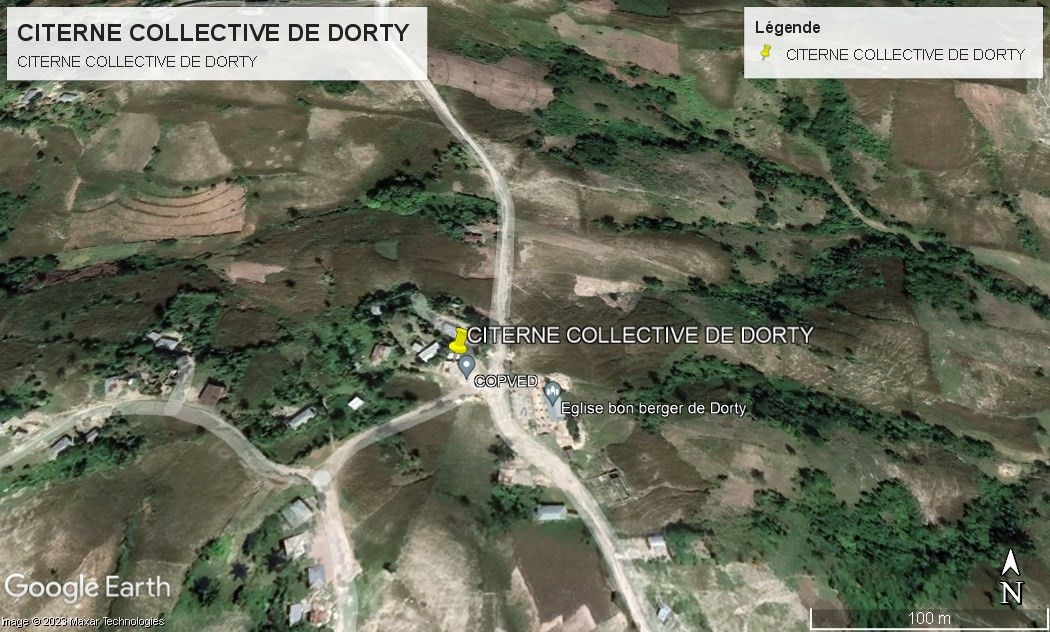 CITERNE COLLECTIVE DE DORTY
CITERNE COLLECTIVE DE DORTY
Légende
CITERNE COLLECTIVE DE DORTY
CITERNE COLLECTIVE DE DORTY
COPVED
Eglise bon berger de Dorty
Google Earth
Image © 2023 Maxar Technologies
N
100 m